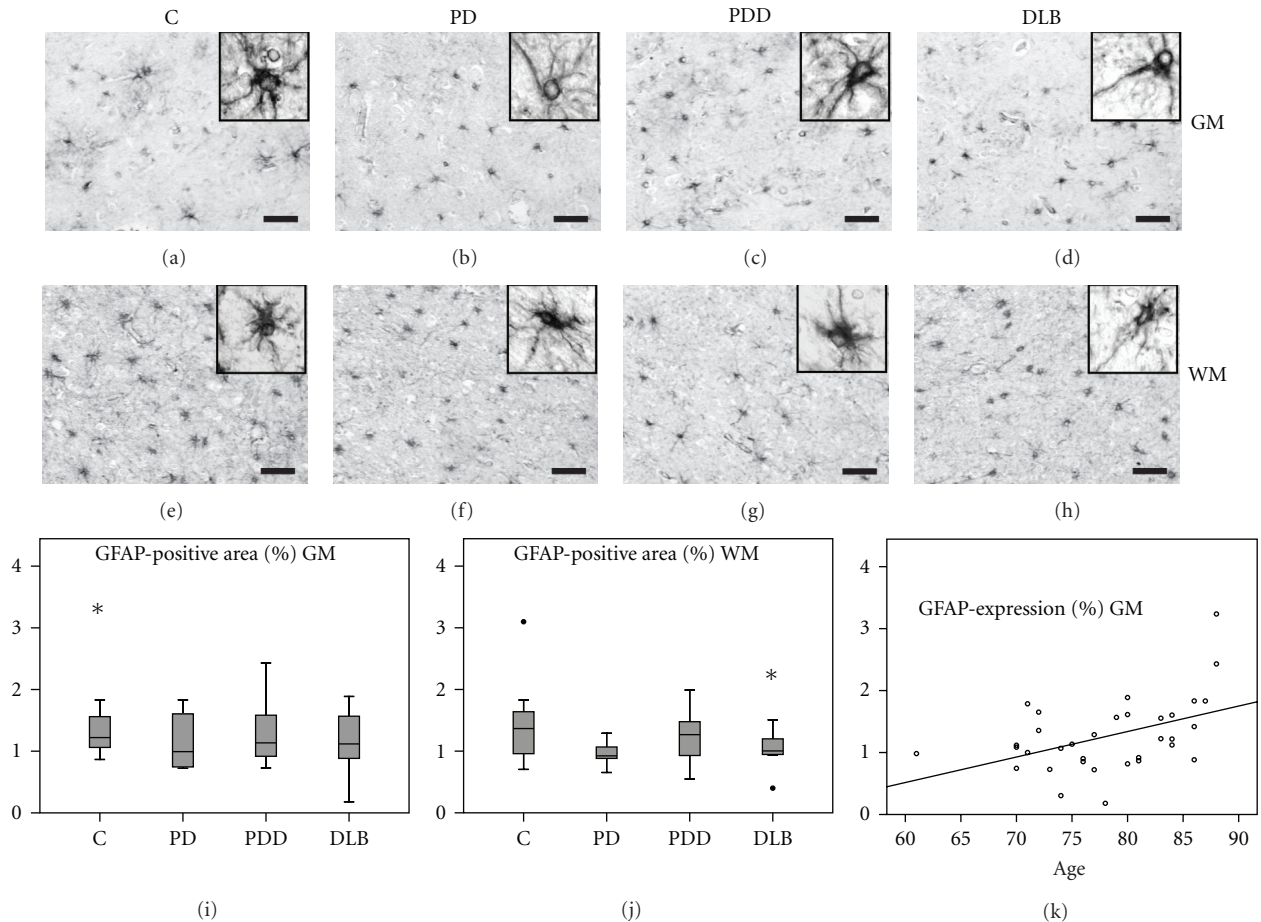 C PD PDD DLB
GM
(a) (b) (c) (d)
WM
(e) (f) (g) (h)
GFAP-positive area (%) GM
4
3
*
2
1
0
C PD PDD DLB
(i)
GFAP-positive area (%) WM
4
3
2
*
1
0
C PD PDD DLB
(j)
GFAP-expression (%) GM
4
3
2
1
0
60 65 70 75 80 85 90
Age
(k)